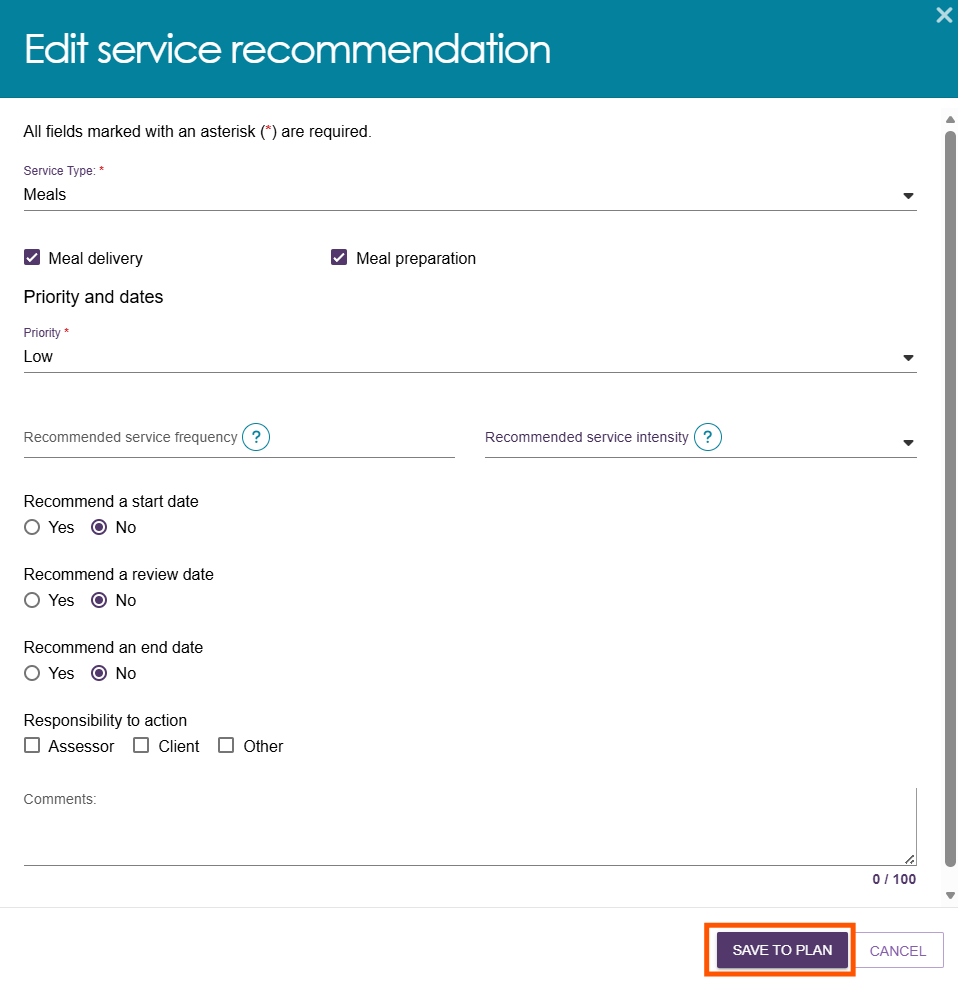 Edit service recommendation
All fields marked with an asterisk (*) are required.
Service Type: *
Meals
Meal delivery Meal preparation
Priority and dates
Priority *
Low
Recommended service frequency ? Recommended service intensity ?
Recommend a start date
Yes No
Recommend a review date
Yes No
Recommend an end date
Yes No
Responsibility to action
Assessor Client Other
Comments:
0 / 100
SAVE TO PLAN CANCEL